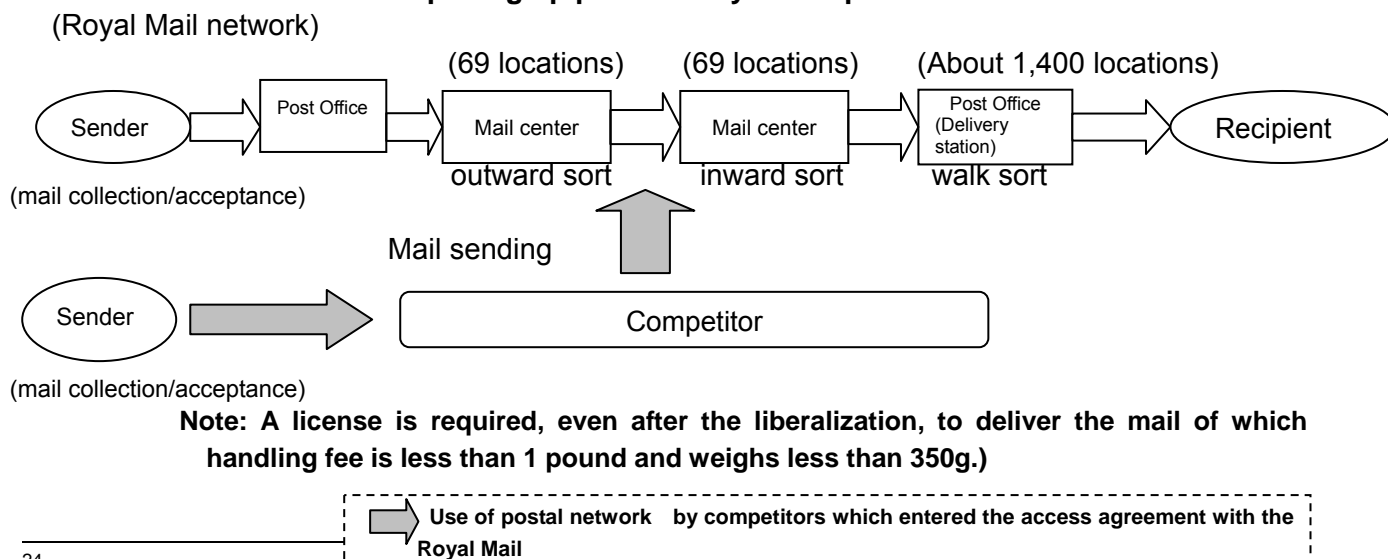 (Royal Mail network)
(69 locations) (69 locations) (About 1,400 locations)
Sender
Post Office
Mail center
outward sort
Mail center
inward sort
Post Office
(Delivery
station)
walk sort
Recipient
(mail collection/acceptance)
Mail sending
Sender
Competitor
(mail collection/acceptance)
Note: A license is required, even after the liberalization, to deliver the mail of which
handling fee is less than 1 pound and weighs less than 350g.)
Use of postal network by competitors which entered the access agreement with the
Royal Mail